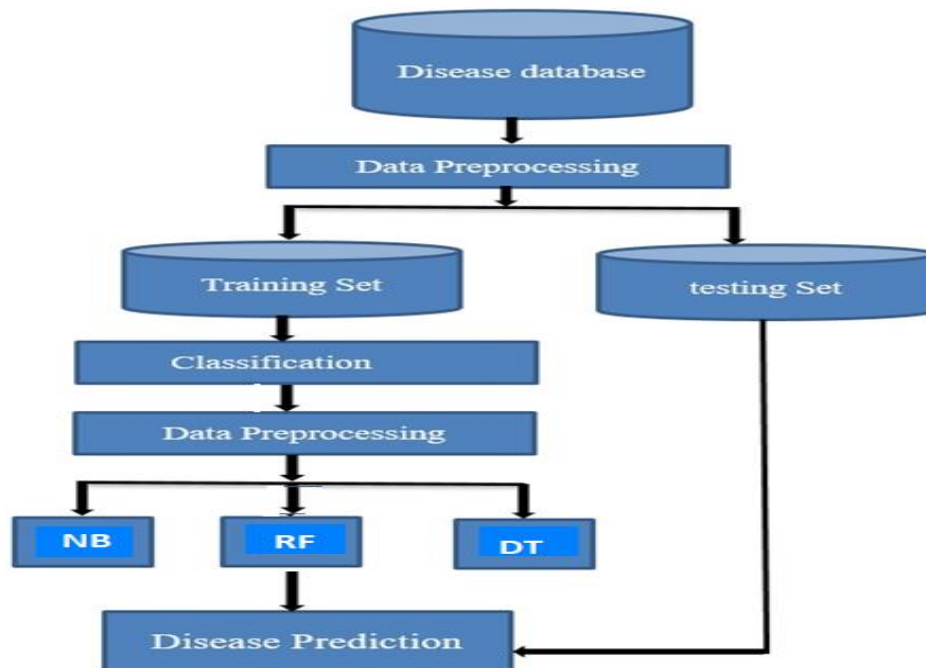 Disease database
Data Preprocessing
Training Set
testing Set
Classification
Data Preprocessing
NB
RF
DT
Disease Prediction